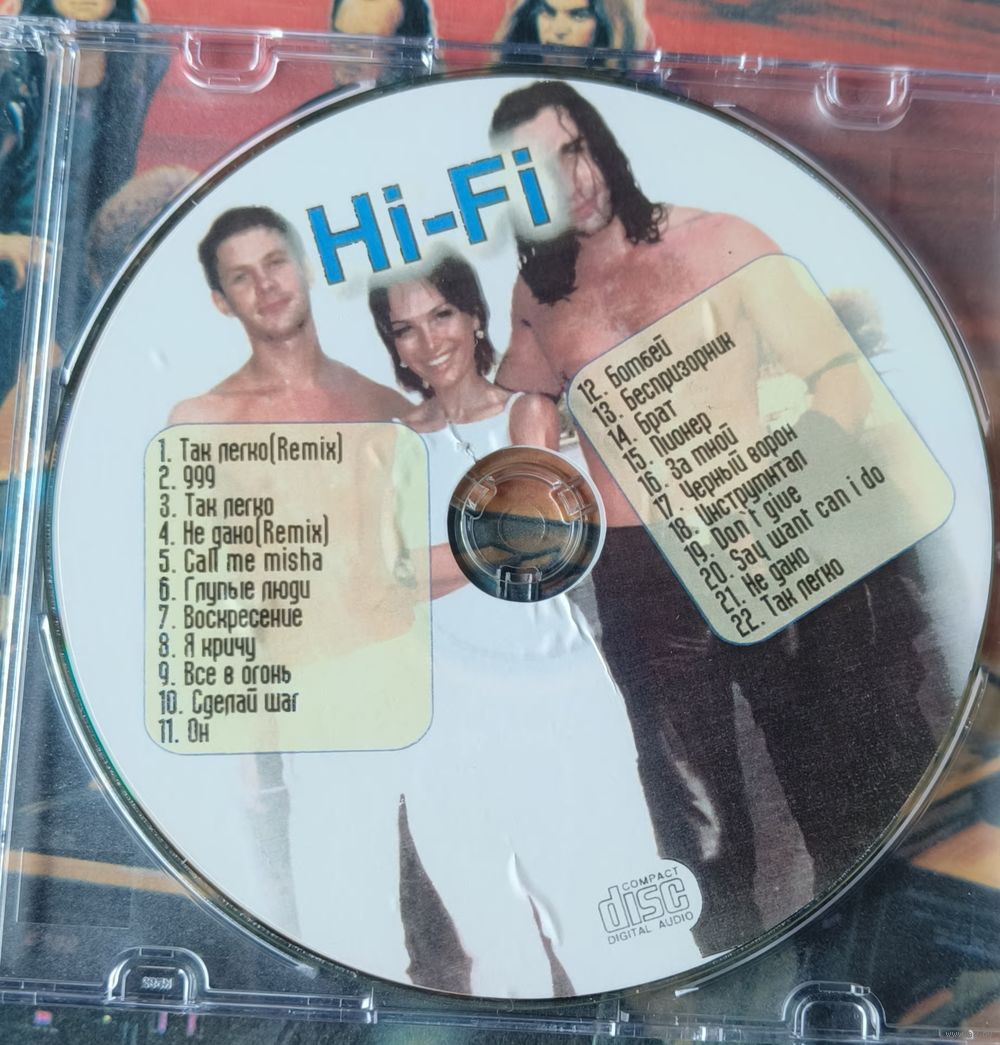 Hi-Fi
1. Так легко(Remix)
2. 999
3. Так легко
4. Не дано(Remix)
5. Call me misha
6. Глупые люди
7. Воскресение
8. Я кричу
9. Все в огонь
10. Сделай шаг
11. Он
12. Бомбей
13. Беспризорник
14. Брат
15. Пионер
16. За мной
17. Черный ворон
18. Инструмитал
19. Don't give
20. Say want can i do
21. Не дано
22. Так легко
COMPACT
disc
DIGITAL AUDIO